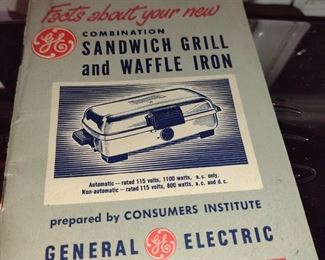 Facts about your new
GE COMBINATION
SANDWICH GRILL
and WAFFLE IRON
Automatic — rated 115 volts, 1100 watts, a.c. only.
Non-automatic — rated 115 volts, 800 watts, a.c. and d.c.
prepared by CONSUMERS INSTITUTE
GENERAL GE ELECTRIC